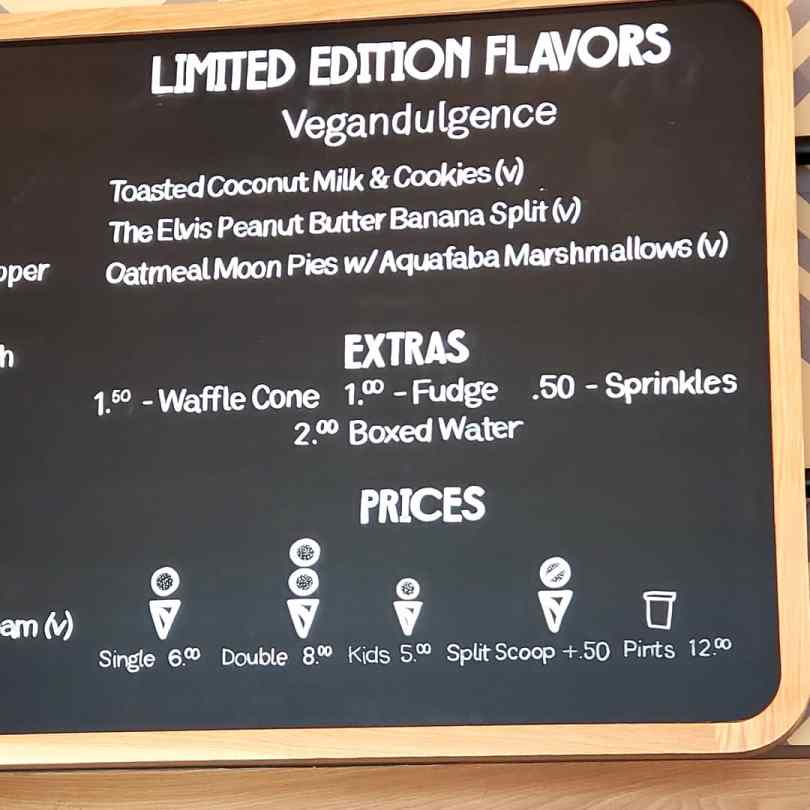 LIMITED EDITION FLAVORS
Vegandulgence
Toasted Coconut Milk & Cookies (v)
The Elvis Peanut Butter Banana Split (v)
pper
Oatmeal Moon Pies w/ Aquafaba Marshmallows (v)
h
EXTRAS
1.50 - Waffle Cone 1.00 - Fudge .50 - Sprinkles
2.00 Boxed Water
PRICES
am (v)
Single 6.00 Double 8.00 Kids 5.00 Split Scoop +.50 Pints 12.00